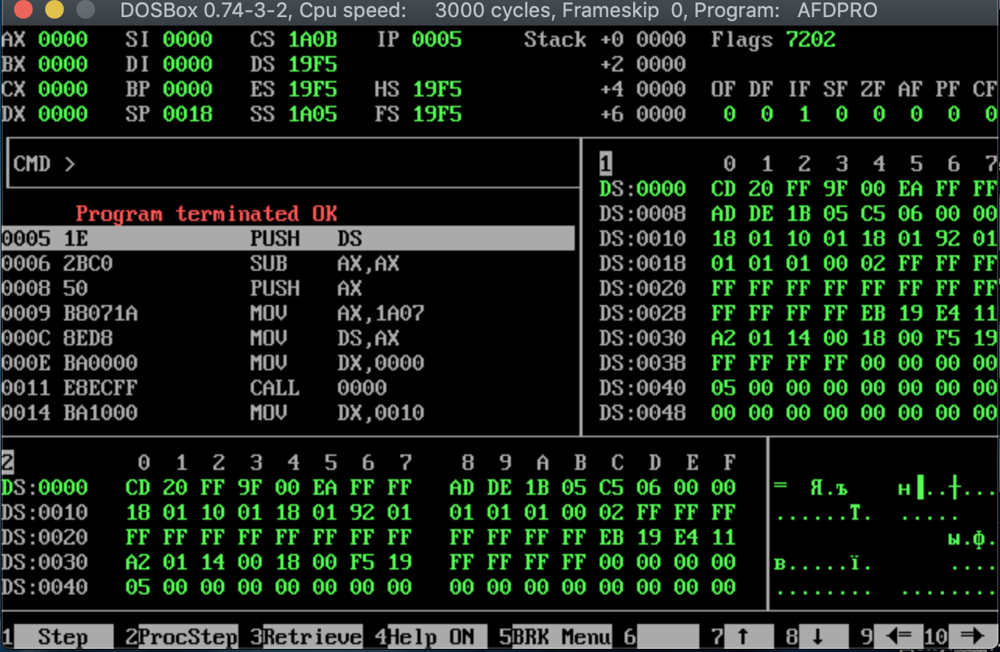 DOSBox 0.74-3-2, Cpu speed: 3000 cycles, Frameskip 0, Program: AFDPRO
AX 0000 SI 0000 CS 1A0B IP 0005 Stack +0 0000 Flags 7202
BX 0000 DI 0000 DS 19F5 +2 0000
CX 0000 BP 0000 ES 19F5 HS 19F5 +4 0000 OF DF IF SF ZF AF PF CF
DX 0000 SP 0018 SS 1A05 FS 19F5 +6 0000 0 0 1 0 0 0 0 0
CMD >
1 0 1 2 3 4 5 6 7
DS:0000 CD 20 FF 9F 00 EA FF FF
DS:0008 AD DE 1B 05 C5 06 00 00
DS:0010 18 01 10 01 18 01 92 01
DS:0018 01 01 01 00 02 FF FF FF
DS:0020 FF FF FF FF FF FF FF FF
DS:0028 FF FF FF FF EB 19 E4 11
DS:0030 A2 01 14 00 18 00 F5 19
DS:0038 FF FF FF FF 00 00 00 00
DS:0040 05 00 00 00 00 00 00 00
DS:0048 00 00 00 00 00 00 00 00
Program terminated OK
0005 1E PUSH DS
0006 2BC0 SUB AX,AX
0008 50 PUSH AX
0009 B8071A MOV AX,1A07
000C 8ED8 MOV DS,AX
000E BA0000 MOV DX,0000
0011 E8ECFF CALL 0000
0014 BA1000 MOV DX,0010
2 0 1 2 3 4 5 6 7 8 9 A B C D E F
DS:0000 CD 20 FF 9F 00 EA FF FF AD DE 1B 05 C5 06 00 00 = Я.ъ н▌..┼...
DS:0010 18 01 10 01 18 01 92 01 01 01 01 00 02 FF FF FF ......Т. .....
DS:0020 FF FF FF FF FF FF FF FF FF FF FF FF EB 19 E4 11 ы.ф.
DS:0030 A2 01 14 00 18 00 F5 19 FF FF FF FF 00 00 00 00 в.....ї. ....
DS:0040 05 00 00 00 00 00 00 00 00 00 00 00 00 00 00 00 ........ ........
1 Step 2ProcStep 3Retrieve 4Help ON 5BRK Menu 6 7 ↑ 8 ↓ 9 ⇐ 10 ⇒